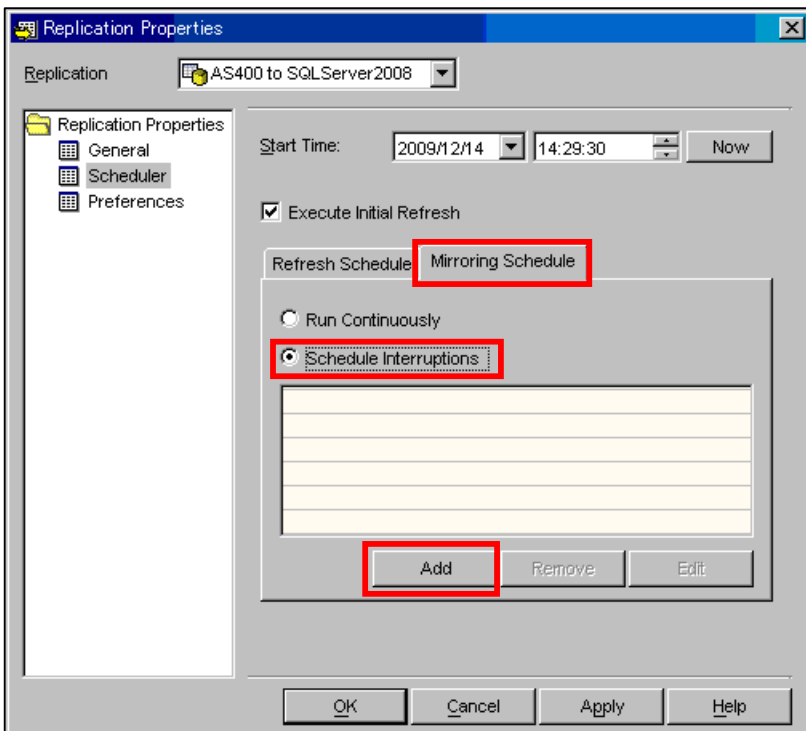 Replication Properties
Replication
AS400 to SQLServer2008
Replication Properties
General
Scheduler
Preferences
Start Time:
2009/12/14
14:29:30
Now
Execute Initial Refresh
Refresh Schedule
Mirroring Schedule
Run Continuously
Schedule Interruptions
Add
Remove
Edit
OK
Cancel
Apply
Help